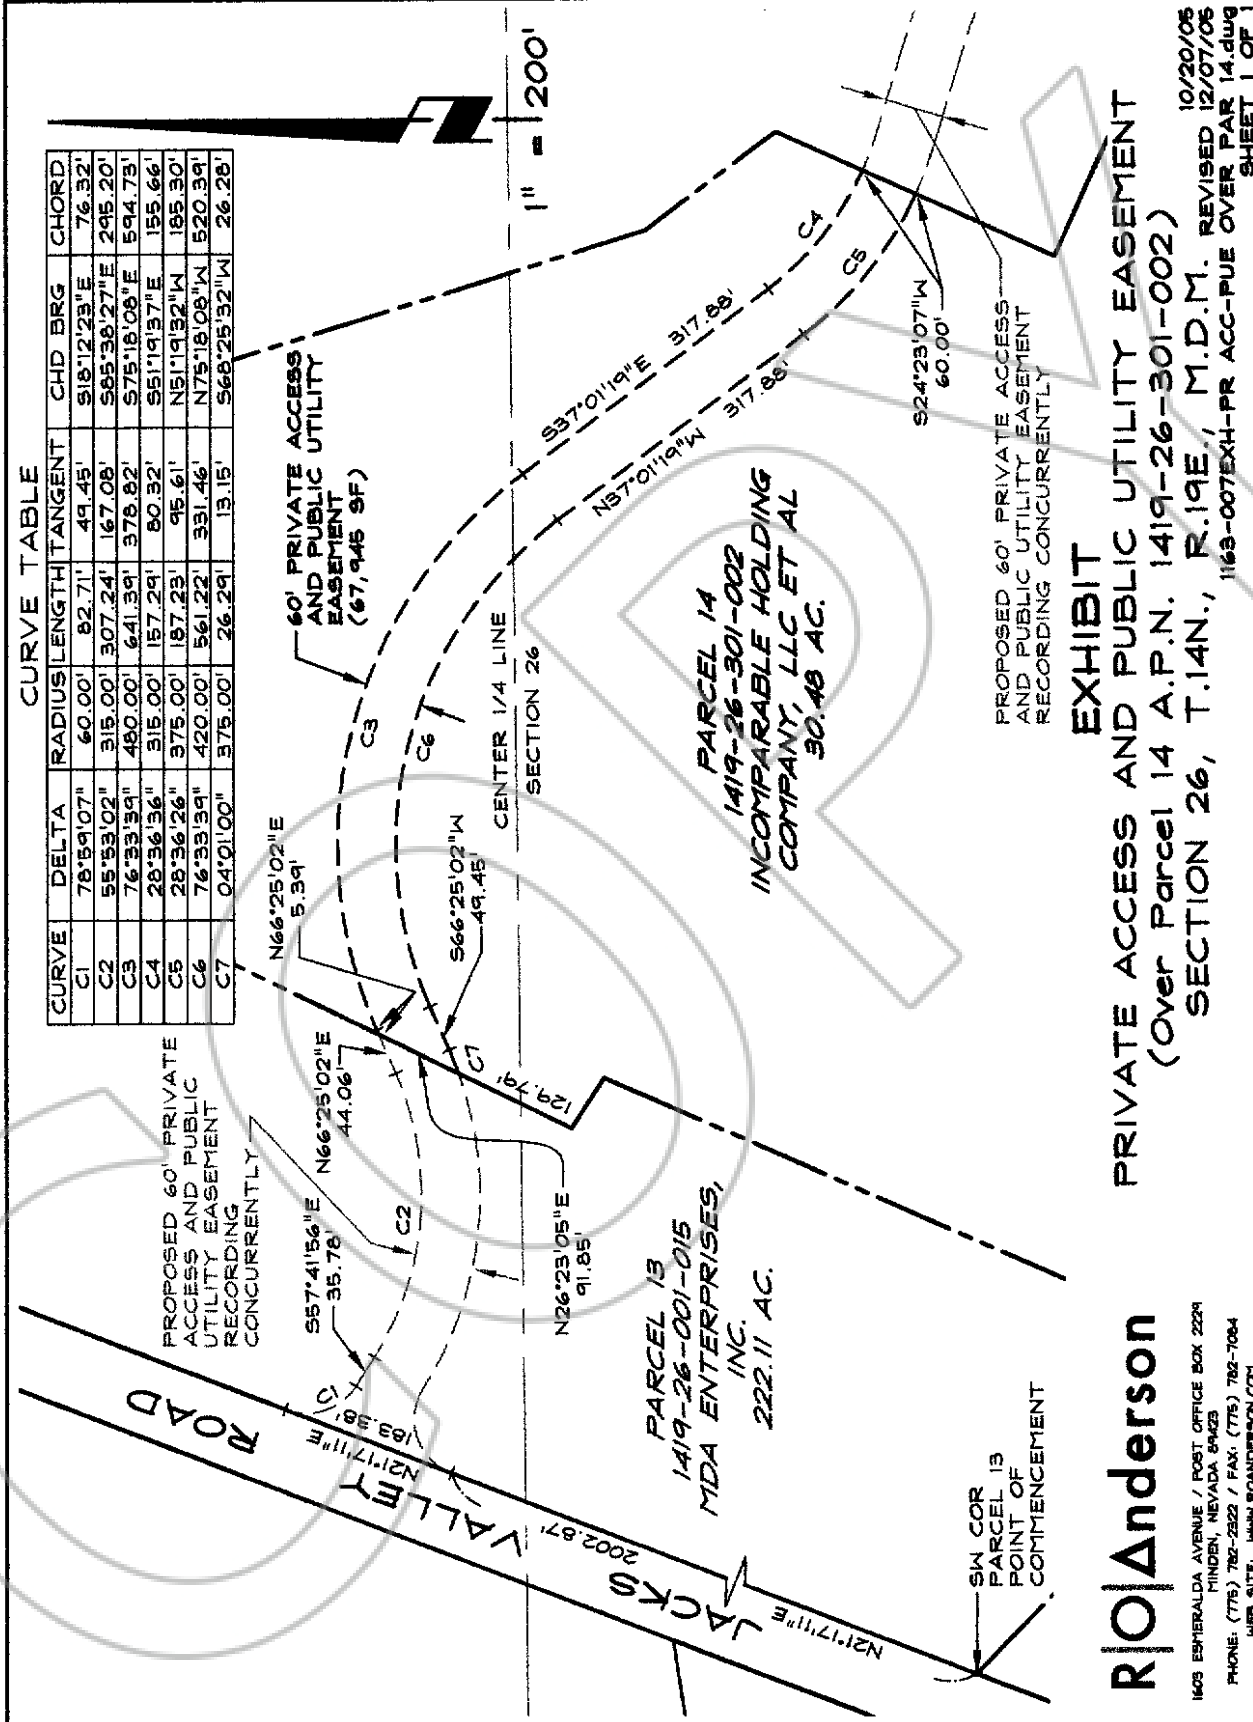 CURVE TABLE
CURVE DELTA RADIUS LENGTH TANGENT CHD BRG CHORD
C1 78°59'07" 60.00' 82.71' 49.45' S18°12'23"E 76.32'
C2 55°53'02" 315.00' 307.24' 167.08' S85°38'27"E 295.20'
C3 76°33'39" 480.00' 641.39' 378.82' S75°18'08"E 594.73'
C4 28°36'36" 315.00' 157.29' 80.32' S51°19'37"E 155.66'
C5 28°36'26" 375.00' 187.23' 95.61' N51°19'32"W 185.30'
C6 76°33'39" 420.00' 561.22' 331.46' N75°18'08"W 520.39'
C7 04°01'00" 375.00' 26.29' 13.15' S68°25'32"W 26.28'
1" = 200'
PROPOSED 60' PRIVATE
ACCESS AND PUBLIC
UTILITY EASEMENT
RECORDING
CONCURRENTLY
S57°41'56"E
35.78'
N66°25'02"E
44.06'
N66°25'02"E
5.39'
60' PRIVATE ACCESS
AND PUBLIC UTILITY
EASEMENT
(67,945 SF)
C1
C2
C3
C4
C5
C6
C7
S66°25'02"W
49.45'
CENTER 1/4 LINE
SECTION 26
S37°01'19"E 317.88'
N37°01'19"W 317.88'
129.79'
N26°23'05"E
91.85'
JACKS VALLEY ROAD
N21°17'11"E
183.38'
2002.87'
N21°17'11"E
PARCEL 13
1419-26-001-015
MDA ENTERPRISES,
INC.
222.11 AC.
PARCEL 14
1419-26-301-002
INCOMPARABLE HOLDING
COMPANY, LLC ET AL
30.48 AC.
S24°23'07"W
60.00'
PROPOSED 60' PRIVATE ACCESS
AND PUBLIC UTILITY EASEMENT
RECORDING CONCURRENTLY
SW COR
PARCEL 13
POINT OF
COMMENCEMENT
EXHIBIT
PRIVATE ACCESS AND PUBLIC UTILITY EASEMENT
(Over Parcel 14 A.P.N. 1419-26-301-002)
SECTION 26, T.14N., R.19E., M.D.M.
10/20/05
REVISED 12/07/05
1163-007EXH-PR ACC-PUE OVER PAR 14.dwg
SHEET 1 OF 1
R|O|Anderson
1603 ESMERALDA AVENUE / POST OFFICE BOX 2229
MINDEN, NEVADA 89423
PHONE: (775) 782-2322 / FAX: (775) 782-7084
WEB SITE: WWW.ROANDERSON.COM
COPY